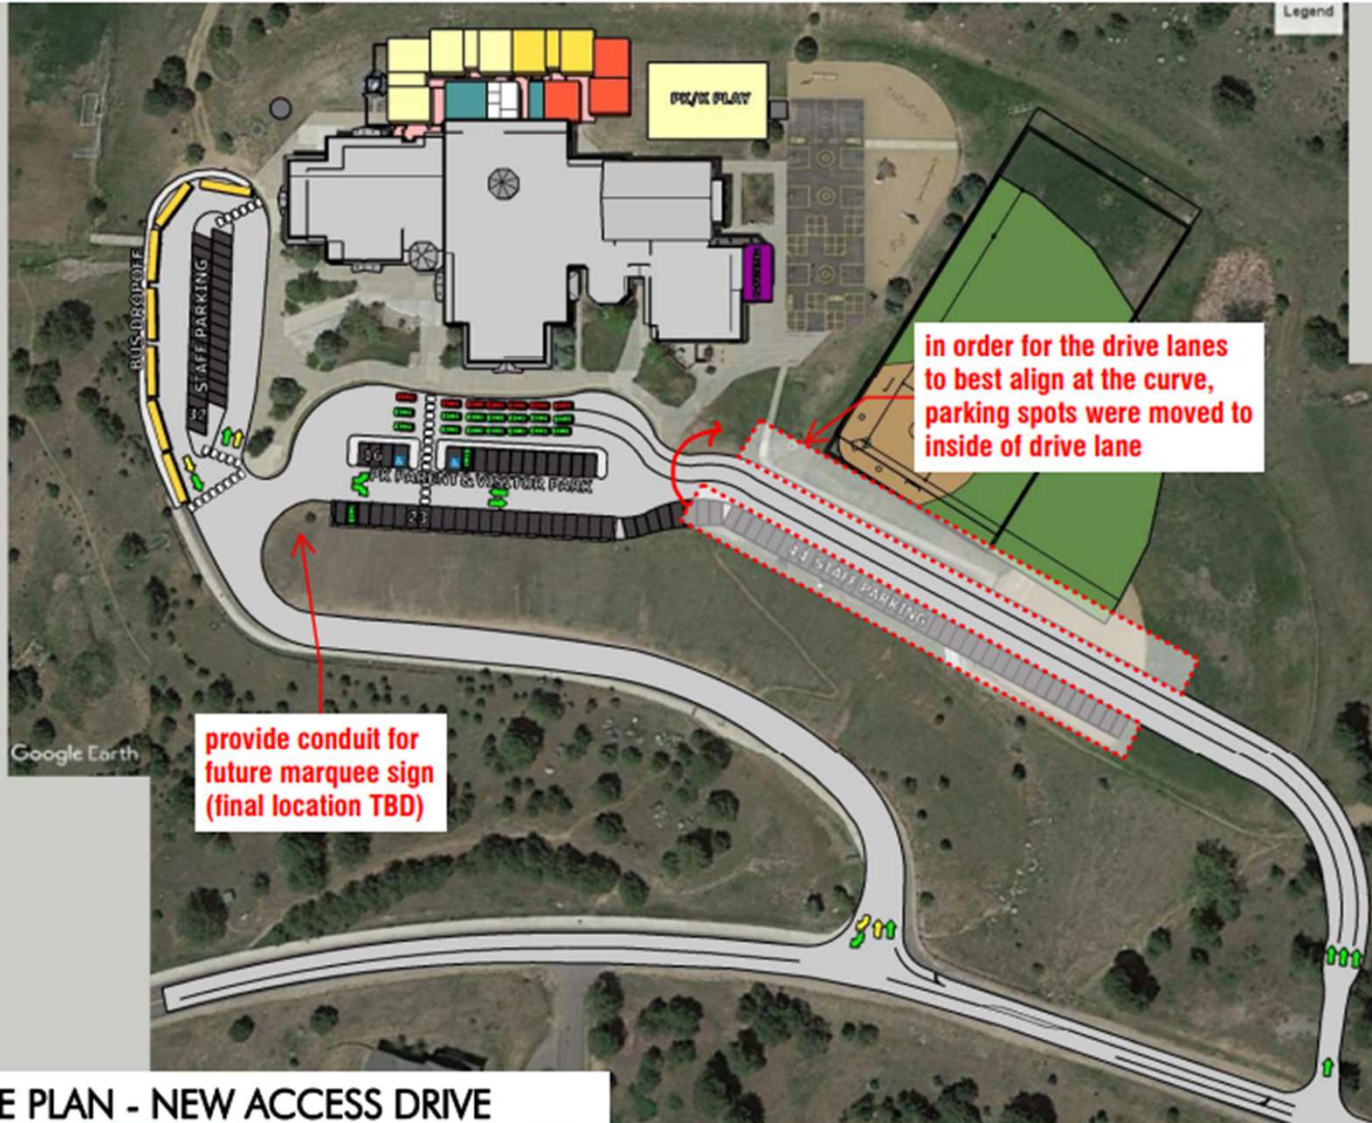 Legend
PK/K PLAY
BUS DROPOFF
STAFF PARKING
in order for the drive lanes
to best align at the curve,
parking spots were moved to
inside of drive lane
16
PK PARENT & VISITOR PARK
23
44 STAFF PARKING
provide conduit for
future marquee sign
(final location TBD)
Google Earth
E PLAN - NEW ACCESS DRIVE